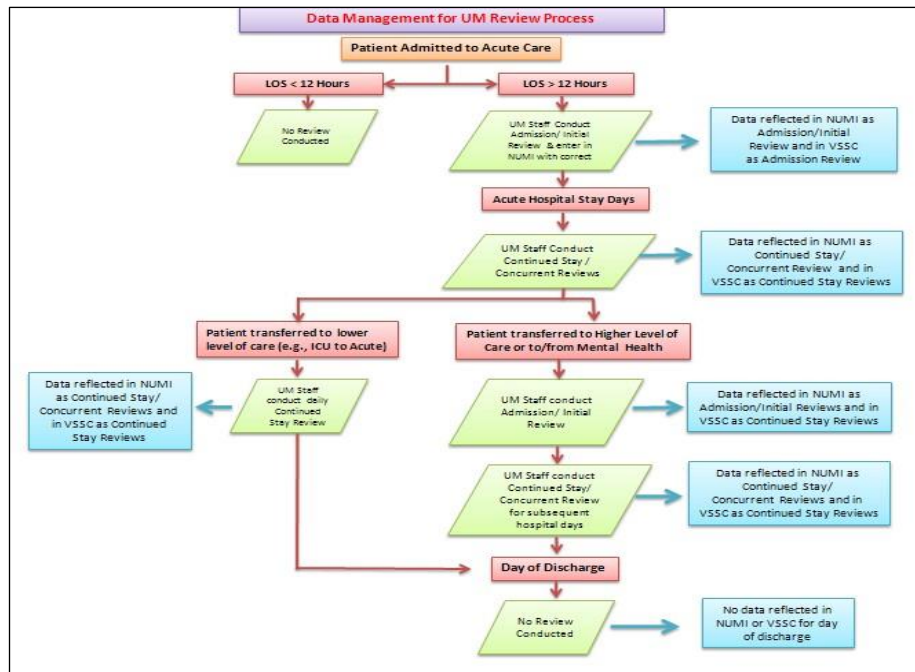 Data Management for UM Review Process
Patient Admitted to Acute Care
LOS < 12 Hours
LOS > 12 Hours
No Review
Conducted
UM Staff Conduct
Admission/ Initial
Review & enter in
NUMI with correct
Data reflected in NUMI as
Admission/Initial
Review and in VSSC
as Admission Review
Acute Hospital Stay Days
UM Staff Conduct
Continued Stay /
Concurrent Reviews
Data reflected in NUMI as
Continued Stay/
Concurrent Review and in
VSSC as Continued Stay Reviews
Patient transferred to lower
level of care (e.g., ICU to Acute)
Patient transferred to Higher Level of
Care or to/from Mental Health
Data reflected in NUMI
as Continued Stay/
Concurrent Reviews and
in VSSC as Continued
Stay Reviews
UM Staff
conduct daily
Continued
Stay Review
UM Staff conduct
Admission/ Initial
Review
Data reflected in NUMI as
Admission/Initial Reviews and in
VSSC as Continued Stay Reviews
UM Staff conduct
Continued Stay/
Concurrent Review
for subsequent
hospital days
Data reflected in NUMI as
Continued Stay/
Concurrent Reviews and in
VSSC as Continued Stay Reviews
Day of Discharge
No Review
Conducted
No data reflected in
NUMI or VSSC for day
of discharge